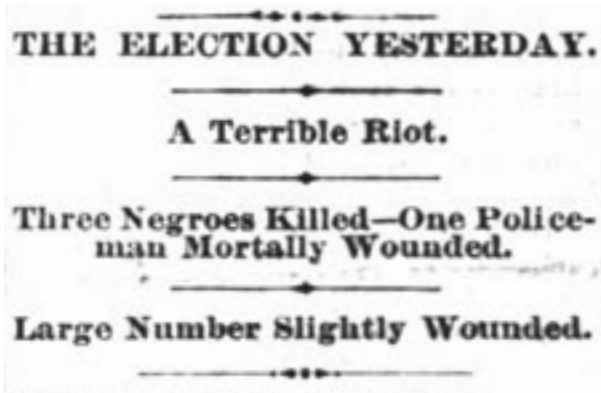 THE ELECTION YESTERDAY.
A Terrible Riot.
Three Negroes Killed—One Police-
man Mortally Wounded.
Large Number Slightly Wounded.